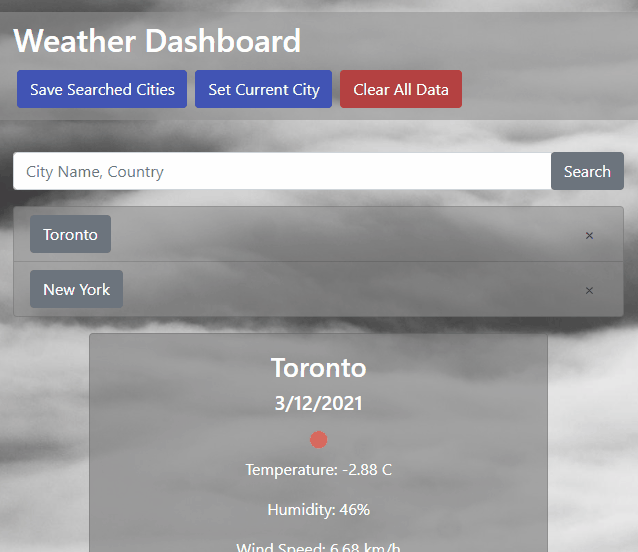 Weather Dashboard
Save Searched Cities Set Current City Clear All Data
City Name, Country Search
Toronto ×
New York ×
Toronto
3/12/2021
Temperature: -2.88 C
Humidity: 46%
Wind Speed: 6.68 km/h